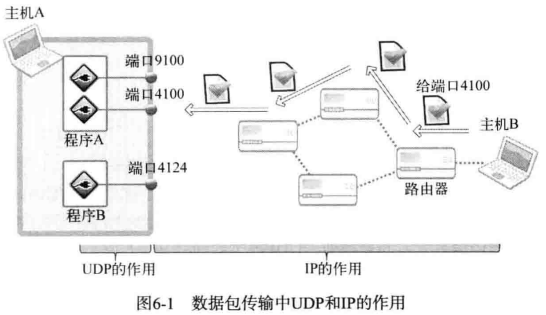 主机A
端口9100
端口4100
程序A
端口4124
程序B
给端口4100
主机B
路由器
UDP的作用
IP的作用
图6-1 数据包传输中UDP和IP的作用